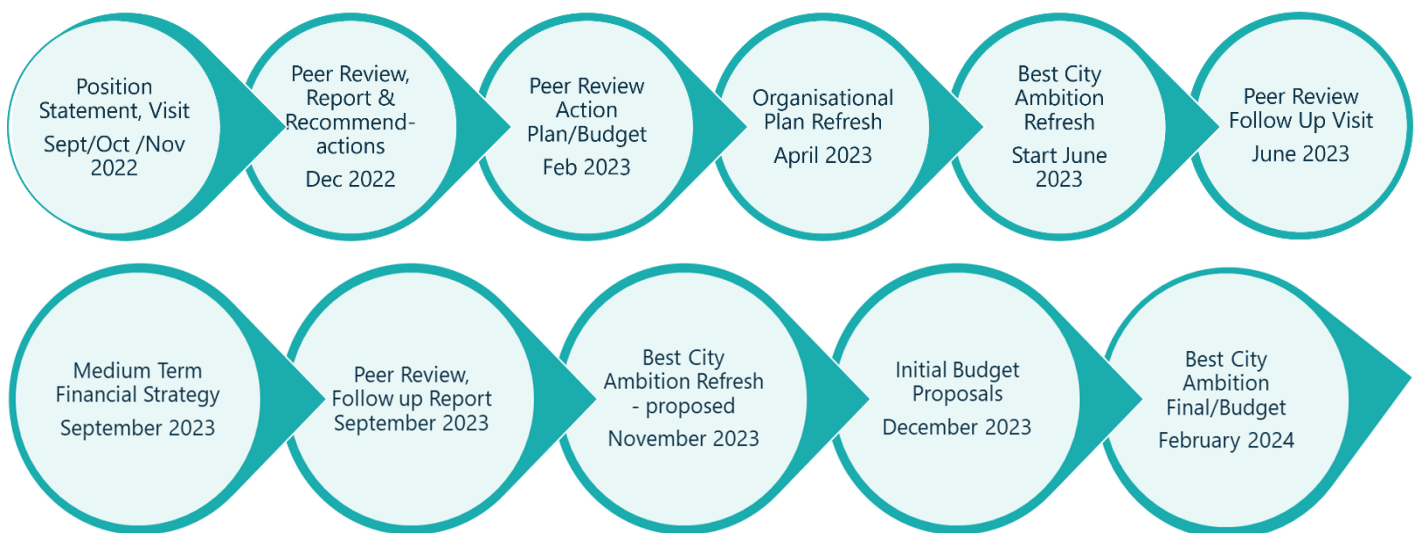 Position
Statement, Visit
Sept/Oct /Nov
2022
Peer Review,
Report &
Recommend-
actions
Dec 2022
Peer Review
Action
Plan/Budget
Feb 2023
Organisational
Plan Refresh
April 2023
Best City
Ambition
Refresh
Start June
2023
Peer Review
Follow Up Visit
June 2023
Medium Term
Financial Strategy
September 2023
Peer Review,
Follow up Report
September 2023
Best City
Ambition Refresh
- proposed
November 2023
Initial Budget
Proposals
December 2023
Best City
Ambition
Final/Budget
February 2024